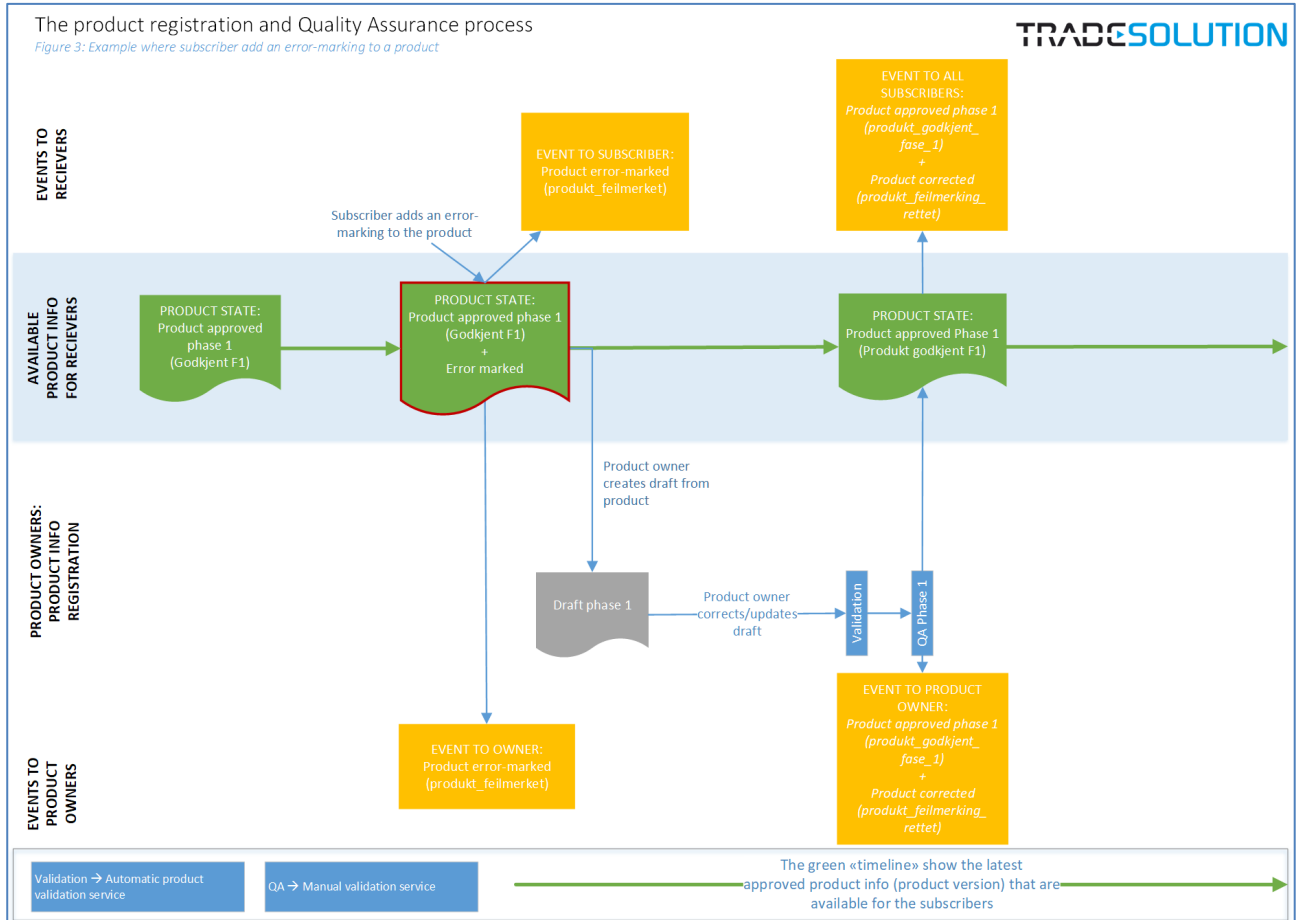 The product registration and Quality Assurance process
Figure 3: Example where subscriber add an error-marking to a product
TRADESOLUTION
EVENTS TO
RECIEVERS
EVENT TO SUBSCRIBER:
Product error-marked
(produkt_feilmerket)
EVENT TO ALL
SUBSCRIBERS:
Product approved phase 1
(produkt_godkjent_
fase_1)
+
Product corrected
(produkt_feilmerking_
rettet)
Subscriber adds an error-
marking to the product
AVAILABLE
PRODUCT INFO
FOR RECIEVERS
PRODUCT STATE:
Product approved
phase 1
(Godkjent F1)
PRODUCT STATE:
Product approved phase 1
(Godkjent F1)
+
Error marked
PRODUCT STATE:
Product approved Phase 1
(Produkt godkjent F1)
PRODUCT OWNERS:
PRODUCT INFO
REGISTRATION
Product owner
creates draft from
product
Draft phase 1
Product owner
corrects/updates
draft
Validation
QA Phase 1
EVENTS TO
PRODUCT
OWNERS
EVENT TO OWNER:
Product error-marked
(produkt_feilmerket)
EVENT TO PRODUCT
OWNER:
Product approved phase 1
(produkt_godkjent_
fase_1)
+
Product corrected
(produkt_feilmerking_
rettet)
Validation → Automatic product
validation service
QA → Manual validation service
The green «timeline» show the latest
approved product info (product version) that are
available for the subscribers